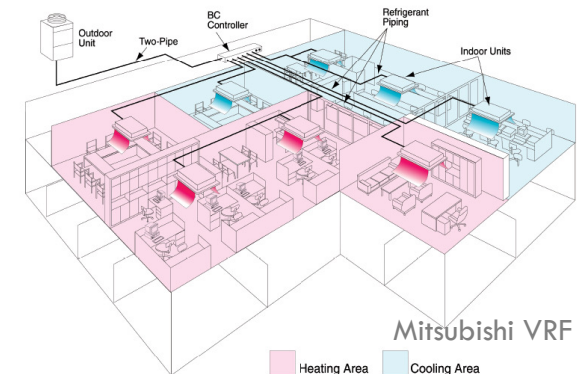 Outdoor
Unit
Two-Pipe
BC
Controller
Refrigerant
Piping
Indoor Units
Mitsubishi VRF
Heating Area
Cooling Area